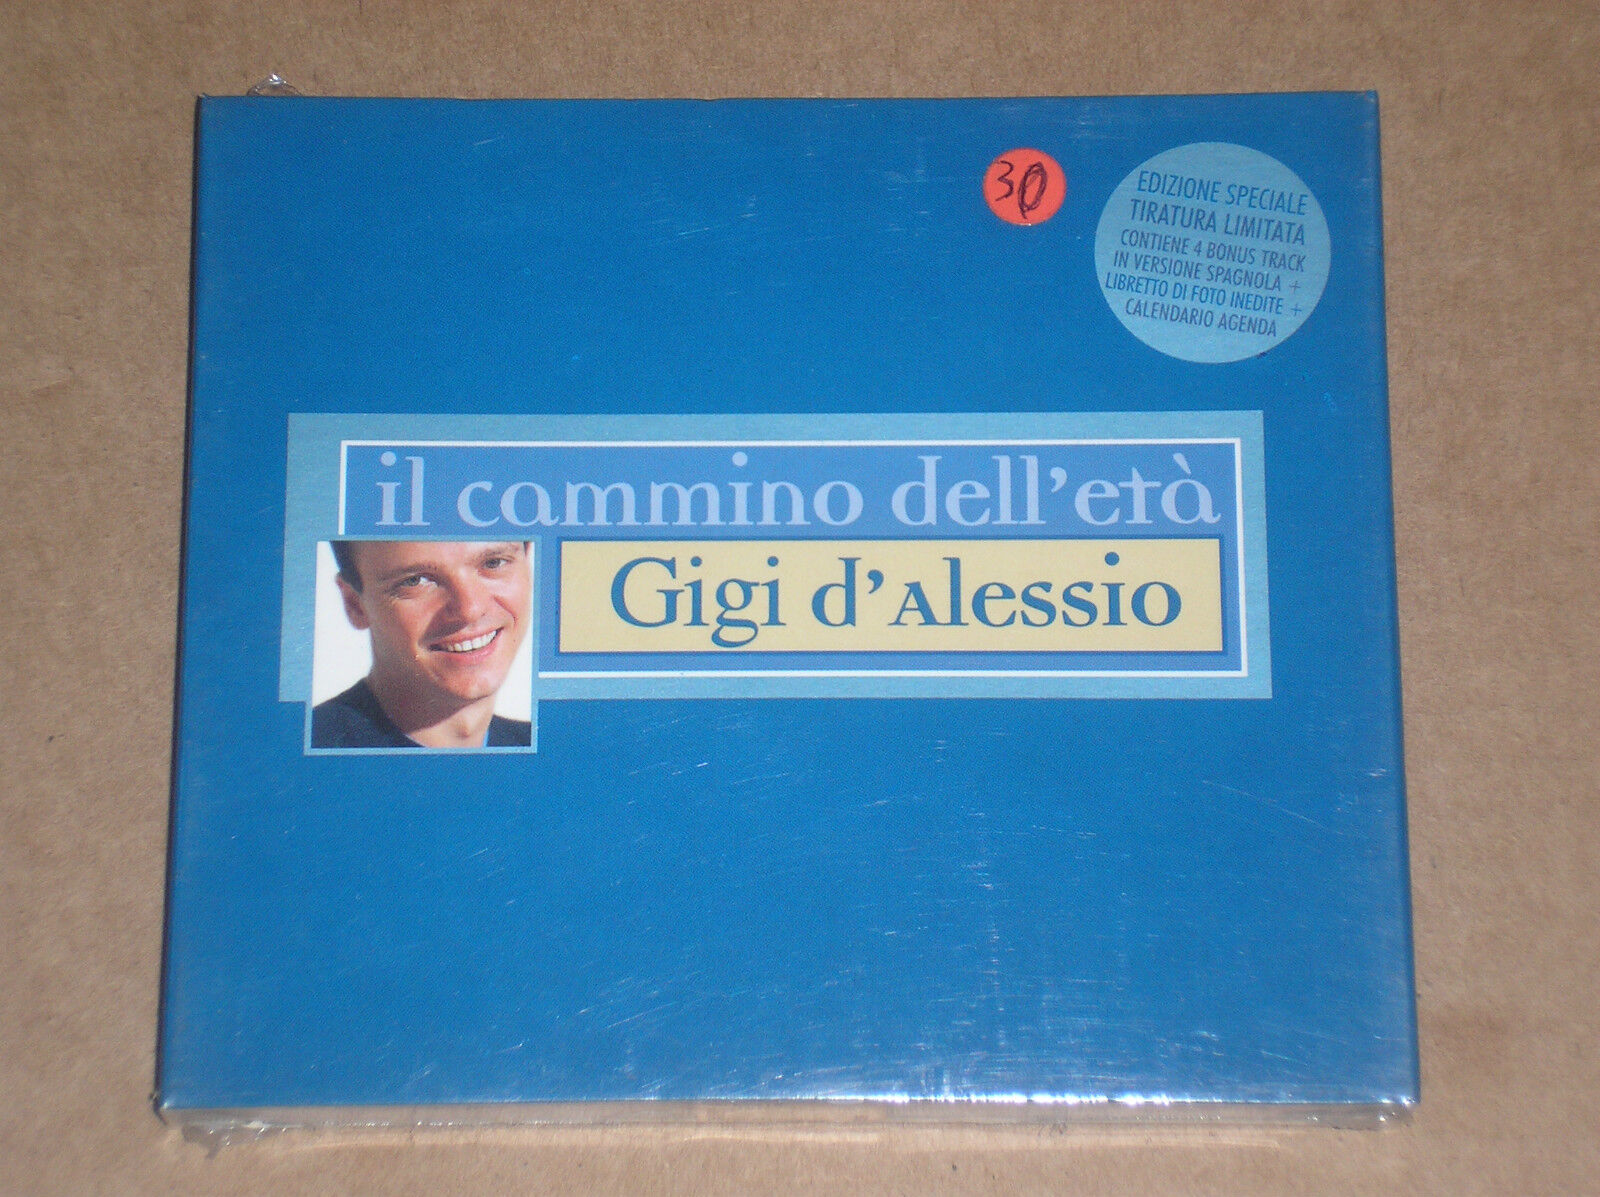 30
EDIZIONE SPECIALE
TIRATURA LIMITATA
CONTIENE 4 BONUS TRACK
IN VERSIONE SPAGNOLA +
LIBRETTO DI FOTO INEDITE +
CALENDARIO AGENDA
il cammino dell'età
Gigi d'Alessio